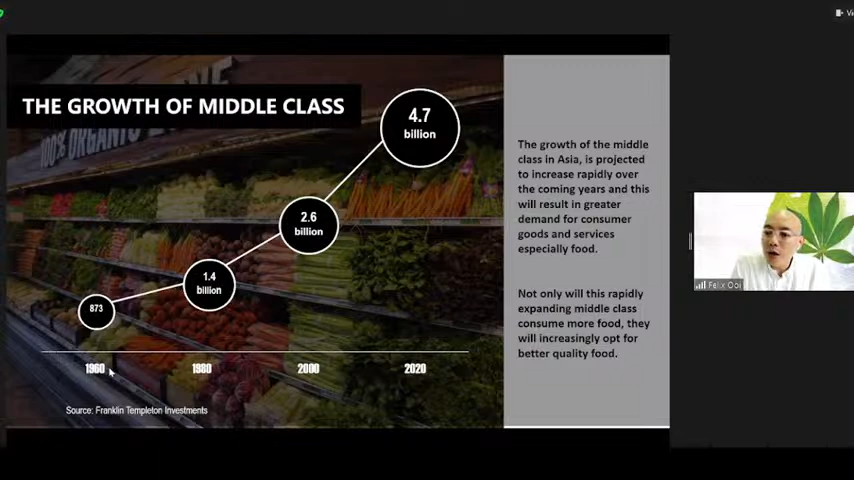 Vi
THE GROWTH OF MIDDLE CLASS
100% ORGANIC
4.7
billion
2.6
billion
1.4
billion
873
1960
1980
2000
2020
Source: Franklin Templeton Investments
The growth of the middle
class in Asia, is projected
to increase rapidly over
the coming years and this
will result in greater
demand for consumer
goods and services
especially food.
Not only will this rapidly
expanding middle class
consume more food, they
will increasingly opt for
better quality food.
Felix Ooi